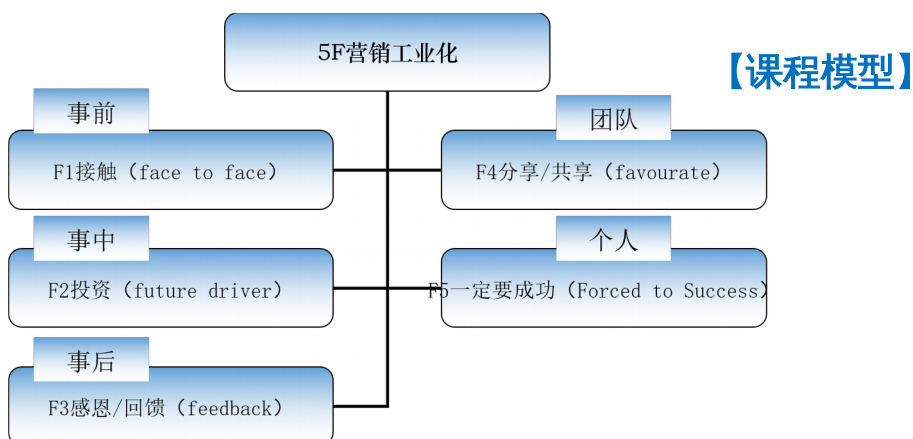 5F营销工业化
【课程模型】
事前
F1接触（face to face）
团队
F4分享/共享（favourate）
事中
F2投资（future driver）
个人
F5一定要成功（Forced to Success）
事后
F3感恩/回馈（feedback）